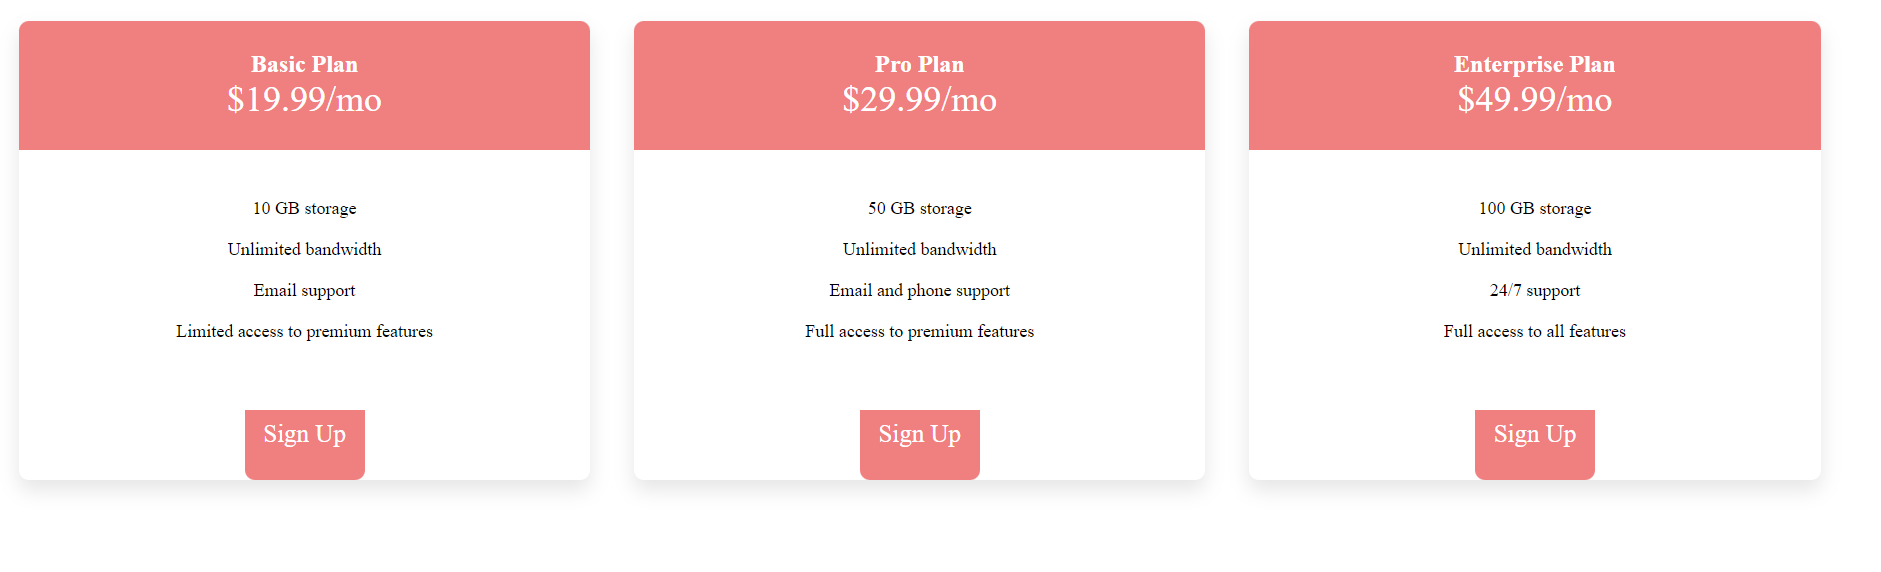 Basic Plan
$19.99/mo
10 GB storage
Unlimited bandwidth
Email support
Limited access to premium features
Sign Up
Pro Plan
$29.99/mo
50 GB storage
Unlimited bandwidth
Email and phone support
Full access to premium features
Sign Up
Enterprise Plan
$49.99/mo
100 GB storage
Unlimited bandwidth
24/7 support
Full access to all features
Sign Up